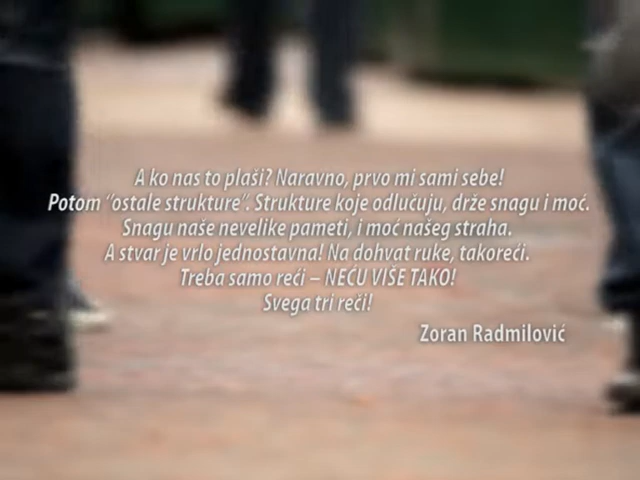 A ko nas to plaši? Naravno, prvo mi sami sebe!
Potom "ostale strukture". Strukture koje odlučuju, drže snagu i moć.
Snagu naše nevelike pameti, i moć našeg straha.
A stvar je vrlo jednostavna! Na dohvat ruke, takoreći.
Treba samo reći – NEĆU VIŠE TAKO!
Svega tri reči!
Zoran Radmilović